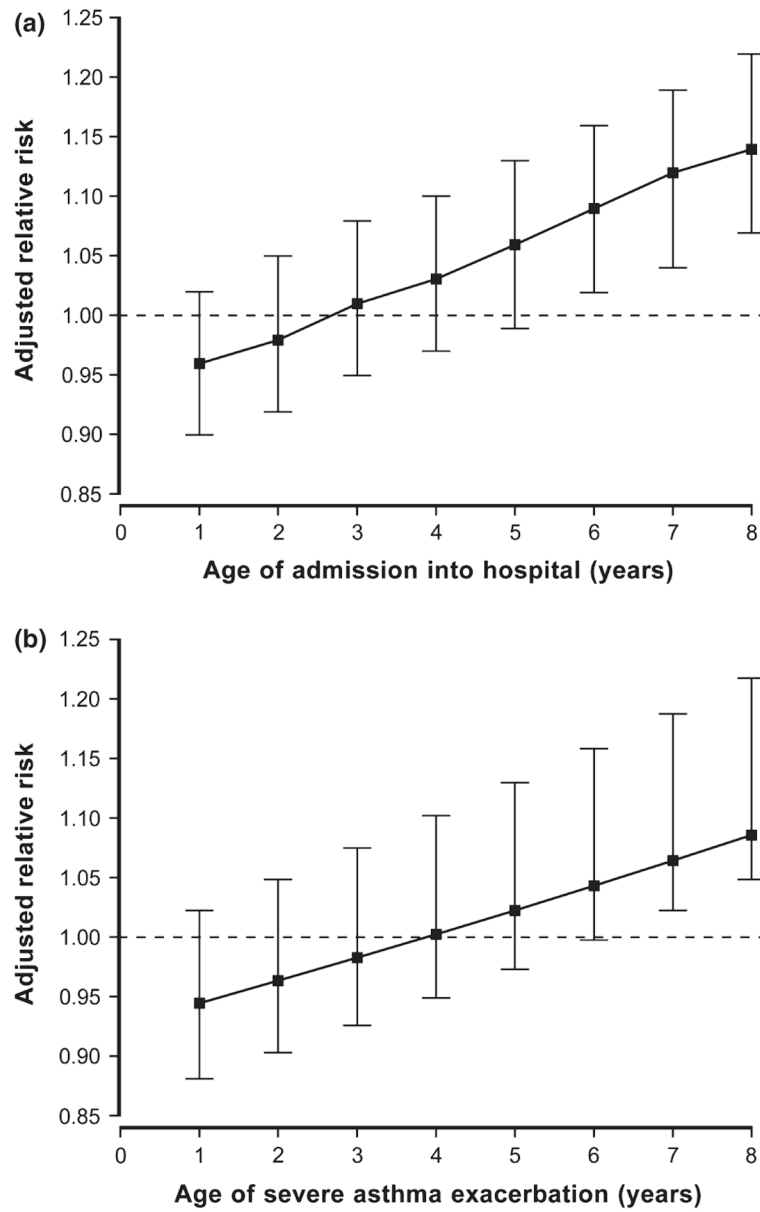 (a)
Adjusted relative risk
1.25
1.20
1.15
1.10
1.05
1.00
0.95
0.90
0.85
0 1 2 3 4 5 6 7 8
Age of admission into hospital (years)
(b)
Adjusted relative risk
1.25
1.20
1.15
1.10
1.05
1.00
0.95
0.90
0.85
0 1 2 3 4 5 6 7 8
Age of severe asthma exacerbation (years)